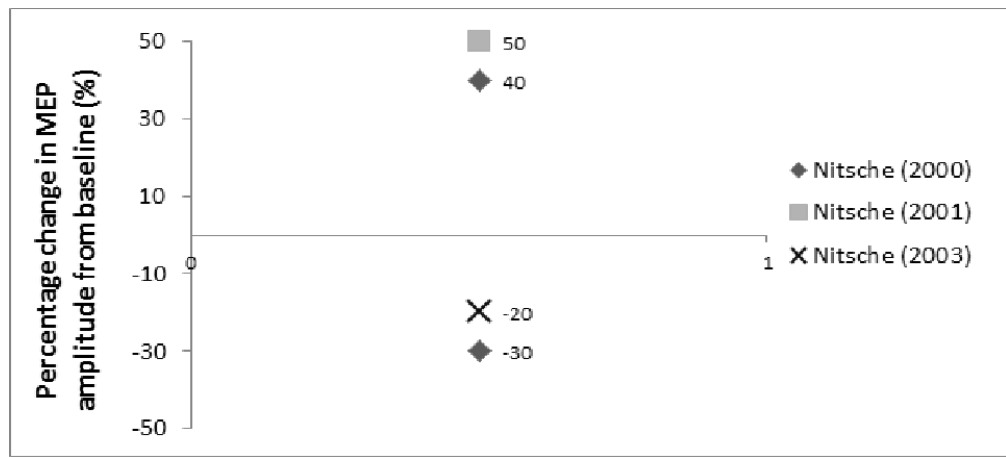 Percentage change in MEP
amplitude from baseline (%)
50
30
10
-10
-30
-50
0
1
50
40
-20
-30
Nitsche (2000)
Nitsche (2001)
Nitsche (2003)